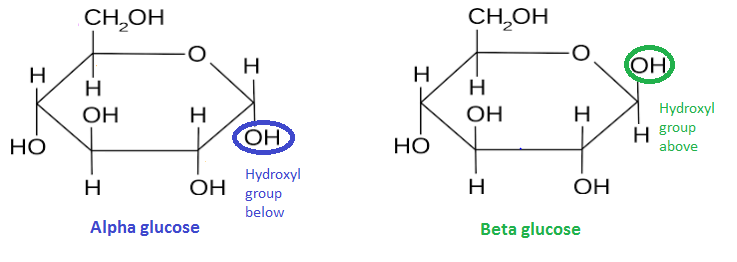 CH₂OH
O
H
H
H
OH
H
HO
OH
H
OH
Hydroxyl
group
below
Alpha glucose
CH₂OH
O
OH
H
H
OH
H
HO
H
H
OH
Hydroxyl
group
above
Beta glucose